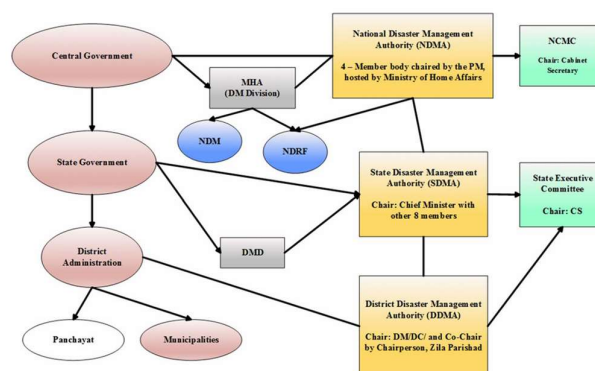 Central Government
National Disaster Management
Authority (NDMA)
4 – Member body chaired by the PM,
hosted by Ministry of Home Affairs
NCMC
Chair: Cabinet
Secretary
MHA
(DM Division)
NDM
NDRF
State Government
State Disaster Management
Authority (SDMA)
Chair: Chief Minister with
other 8 members
State Executive
Committee
Chair: CS
DMD
District
Administration
District Disaster Management
Authority (DDMA)
Chair: DM/DC/ and Co-Chair
by Chairperson, Zila Parishad
Panchayat
Municipalities